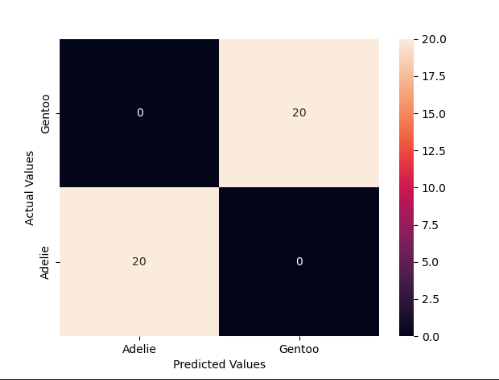 20.0
17.5
15.0
12.5
10.0
7.5
5.0
2.5
0.0
Actual Values
Gentoo
Adelie
0 20
20 0
Adelie Gentoo
Predicted Values